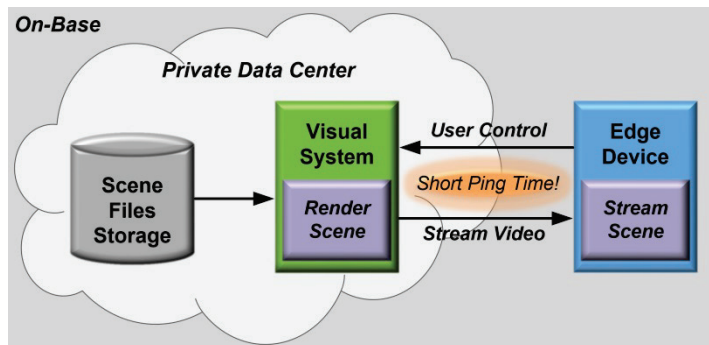 On-Base
Private Data Center
Scene
Files
Storage
Visual
System
Render
Scene
User Control
Short Ping Time!
Stream Video
Edge
Device
Stream
Scene